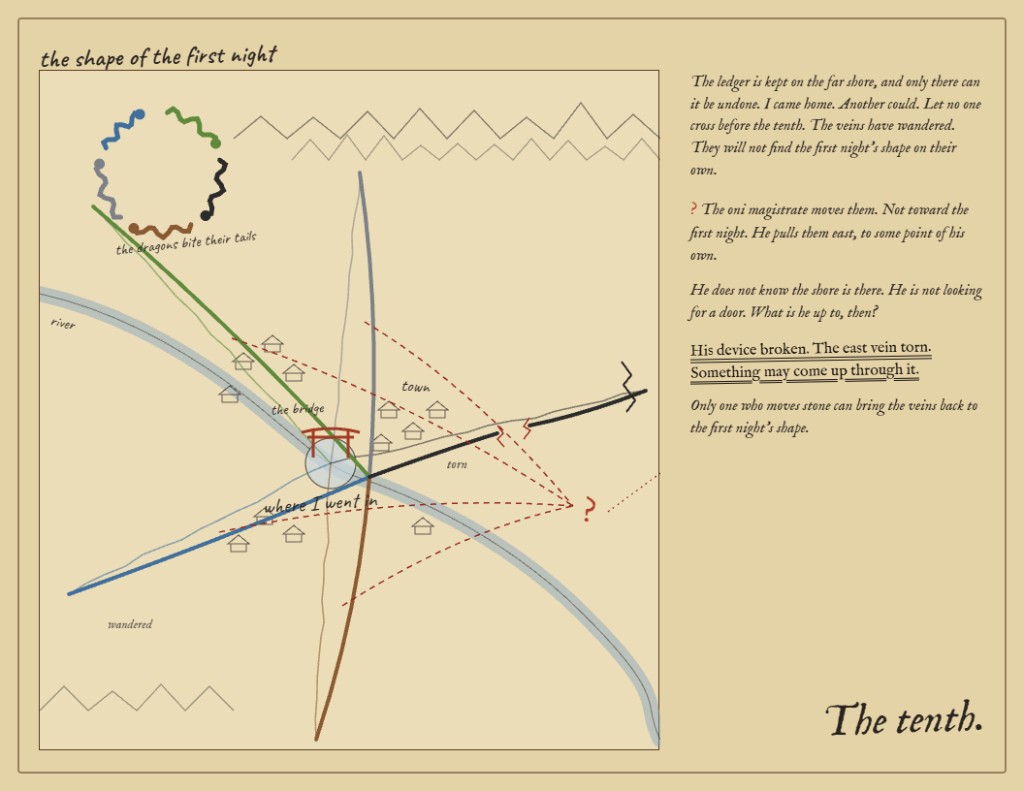 the shape of the first night
the dragons bite their tails
river
the bridge
town
torn
where I went in
?
wandered
The ledger is kept on the far shore, and only there can
it be undone. I came home. Another could. Let no one
cross before the tenth. The veins have wandered.
They will not find the first night's shape on their
own.
? The oni magistrate moves them. Not toward the
first night. He pulls them east, to some point of his
own.
He does not know the shore is there. He is not looking
for a door. What is he up to, then?
His device broken. The east vein torn.
Something may come up through it.
Only one who moves stone can bring the veins back to
the first night's shape.
The tenth.